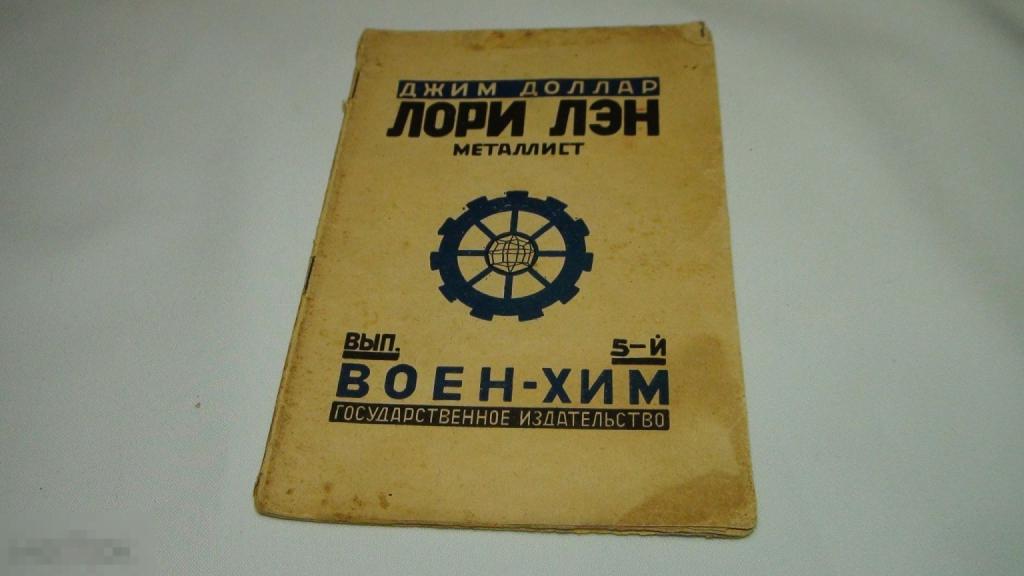 ДЖИМ ДОЛЛАР
ЛОРИ ЛЭН
МЕТАЛЛИСТ
ВЫП. 5-Й
ВОЕН-ХИМ
ГОСУДАРСТВЕННОЕ ИЗДАТЕЛЬСТВО